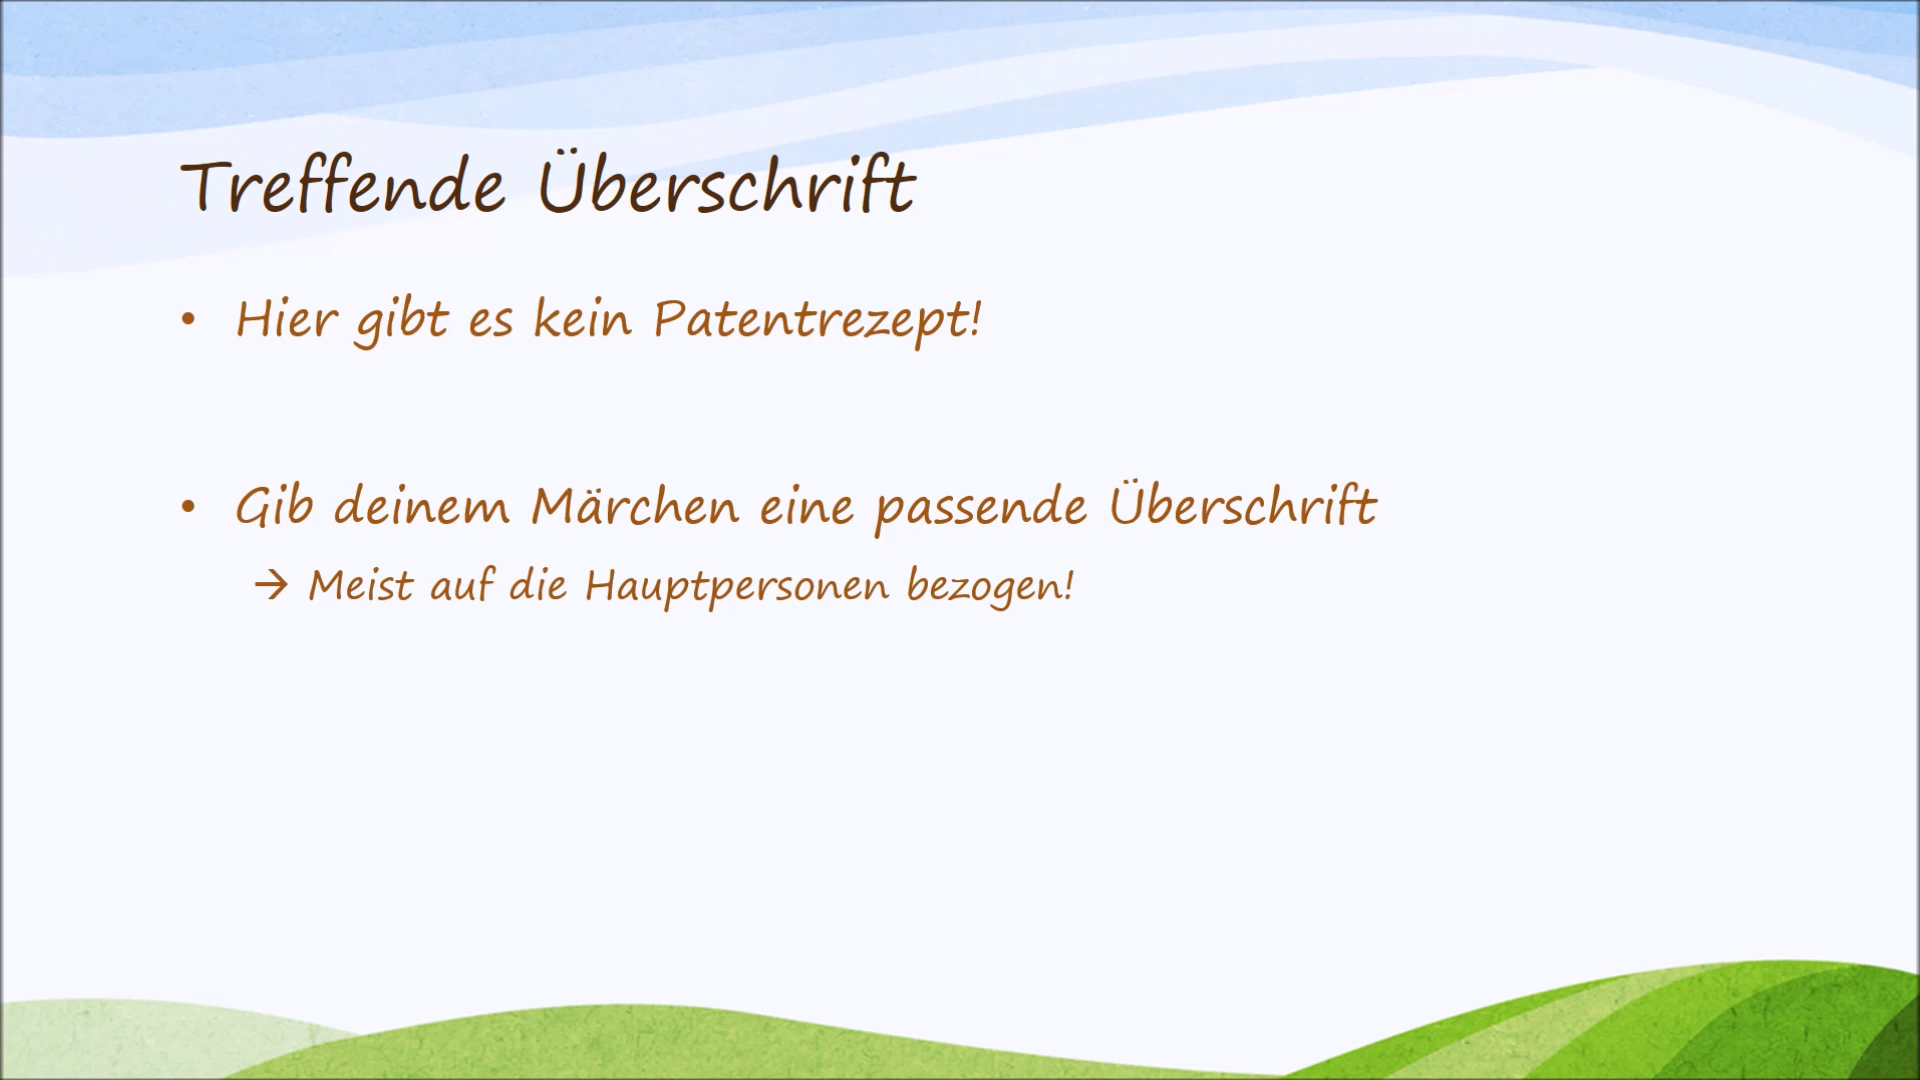 Treffende Überschrift
• Hier gibt es kein Patentrezept!
• Gib deinem Märchen eine passende Überschrift
→ Meist auf die Hauptpersonen bezogen!